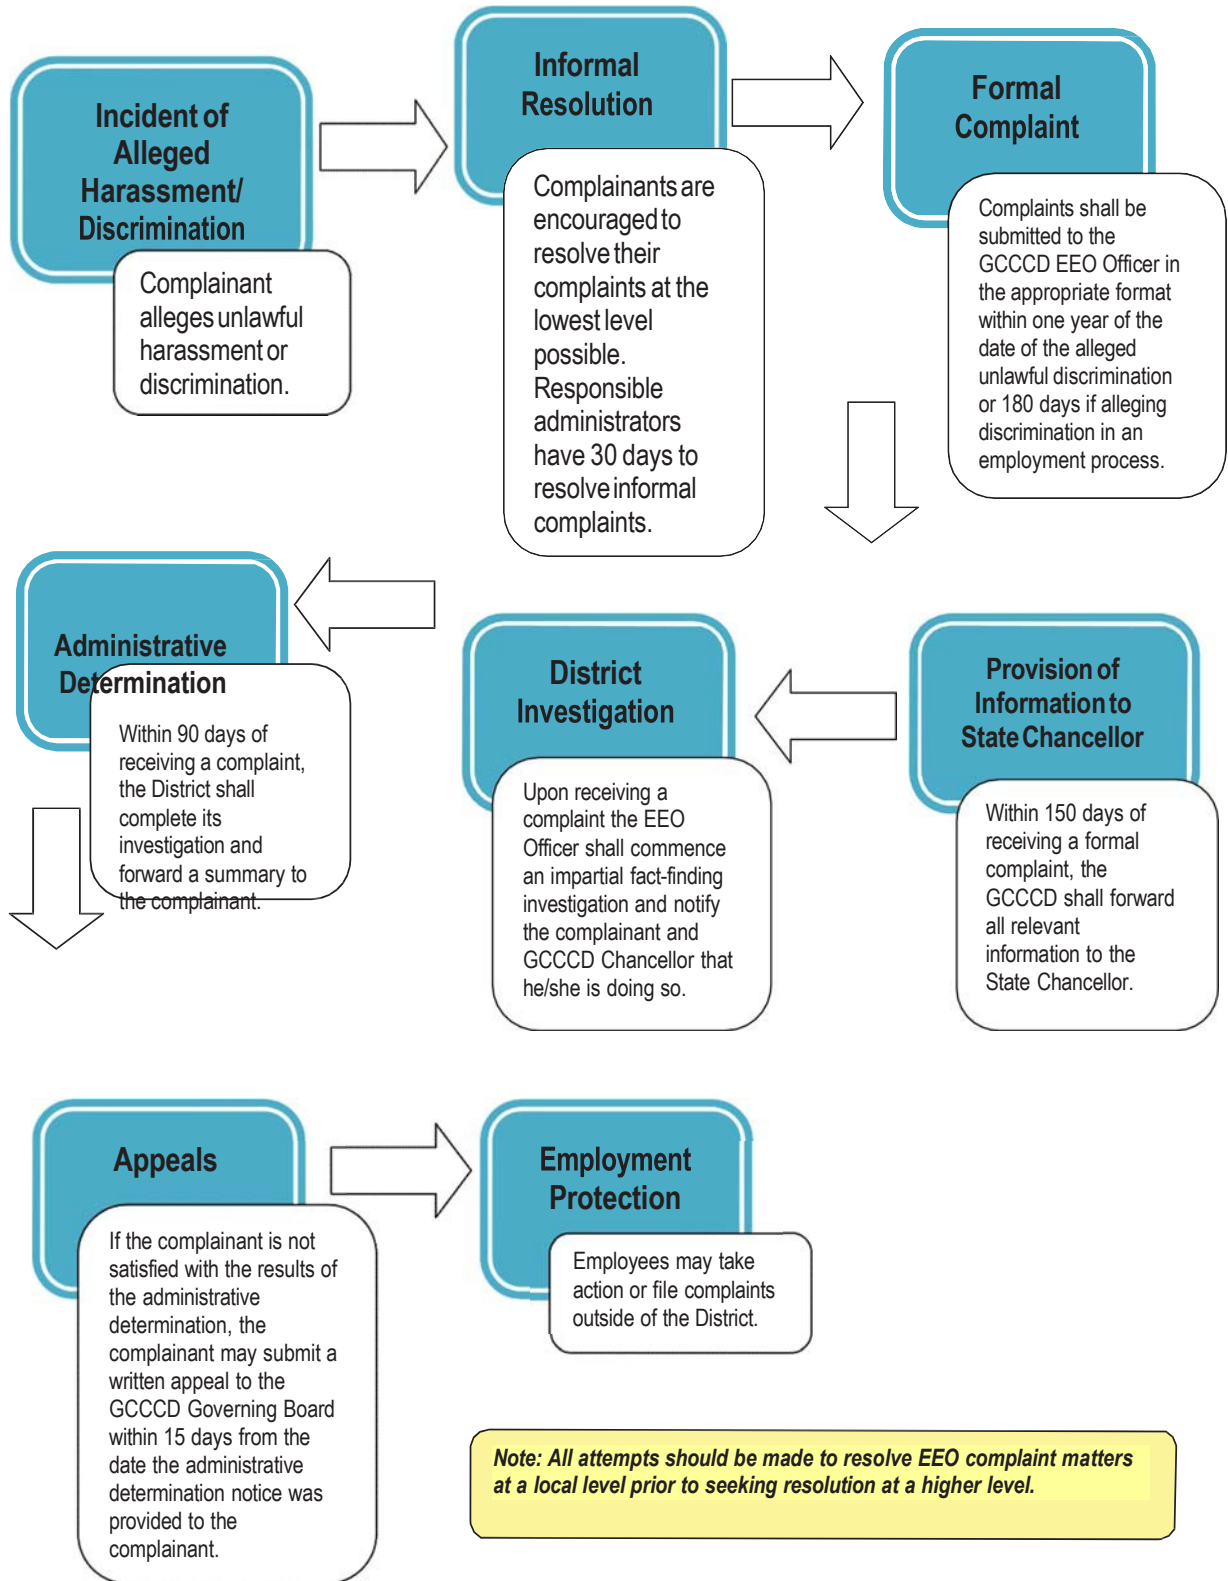 Incident of
Alleged
Harassment/
Discrimination
Complainant
alleges unlawful
harassment or
discrimination.
Informal
Resolution
Complainants are
encouraged to
resolve their
complaints at the
lowest level
possible.
Responsible
administrators
have 30 days to
resolve informal
complaints.
Formal
Complaint
Complaints shall be
submitted to the
GCCCD EEO Officer in
the appropriate format
within one year of the
date of the alleged
unlawful discrimination
or 180 days if alleging
discrimination in an
employment process.
Provision of
Information to
State Chancellor
Within 150 days of
receiving a formal
complaint, the
GCCCD shall forward
all relevant
information to the
State Chancellor.
District
Investigation
Upon receiving a
complaint the EEO
Officer shall commence
an impartial fact-finding
investigation and notify
the complainant and
GCCCD Chancellor that
he/she is doing so.
Administrative
Determination
Within 90 days of
receiving a complaint,
the District shall
complete its
investigation and
forward a summary to
the complainant.
Appeals
If the complainant is not
satisfied with the results of
the administrative
determination, the
complainant may submit a
written appeal to the
GCCCD Governing Board
within 15 days from the
date the administrative
determination notice was
provided to the
complainant.
Employment
Protection
Employees may take
action or file complaints
outside of the District.
Note: All attempts should be made to resolve EEO complaint matters
at a local level prior to seeking resolution at a higher level.